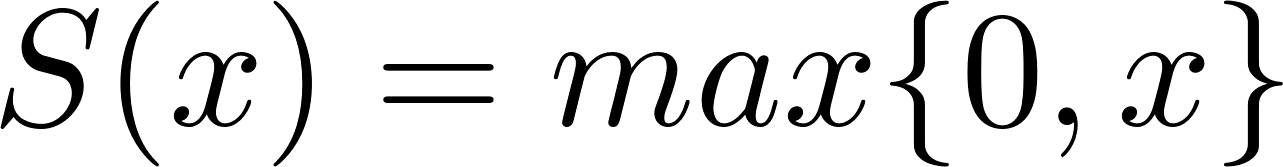 S(x) = max{0, x}